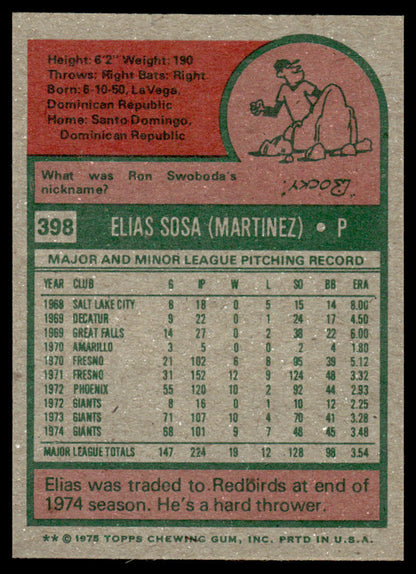 Height: 6'2" Weight: 190
Throws: Right Bats: Right
Born: 6-10-50, LaVega,
Dominican Republic
Home: Santo Domingo,
Dominican Republic
What was Ron Swoboda's
nickname?
"Rocky."
398 ELIAS SOSA (MARTINEZ) • P
MAJOR AND MINOR LEAGUE PITCHING RECORD
YEAR CLUB G IP W L SO BB ERA
1968 SALT LAKE CITY 8 18 0 5 15 14 8.00
1969 DECATUR 9 22 0 1 24 17 4.50
1969 GREAT FALLS 14 27 0 2 38 22 6.00
1970 AMARILLO 3 5 0 0 2 4 1.80
1970 FRESNO 21 102 6 8 95 39 5.12
1971 FRESNO 31 152 12 9 124 48 3.32
1972 PHOENIX 55 120 10 2 92 44 2.93
1972 GIANTS 8 16 0 1 10 12 2.25
1973 GIANTS 71 107 10 4 70 41 3.28
1974 GIANTS 68 101 9 7 48 45 3.48
MAJOR LEAGUE TOTALS 147 224 19 12 128 98 3.54
Elias was traded to Redbirds at end of
1974 season. He's a hard thrower.
** © 1975 TOPPS CHEWING GUM, INC. PRTD IN U.S.A.